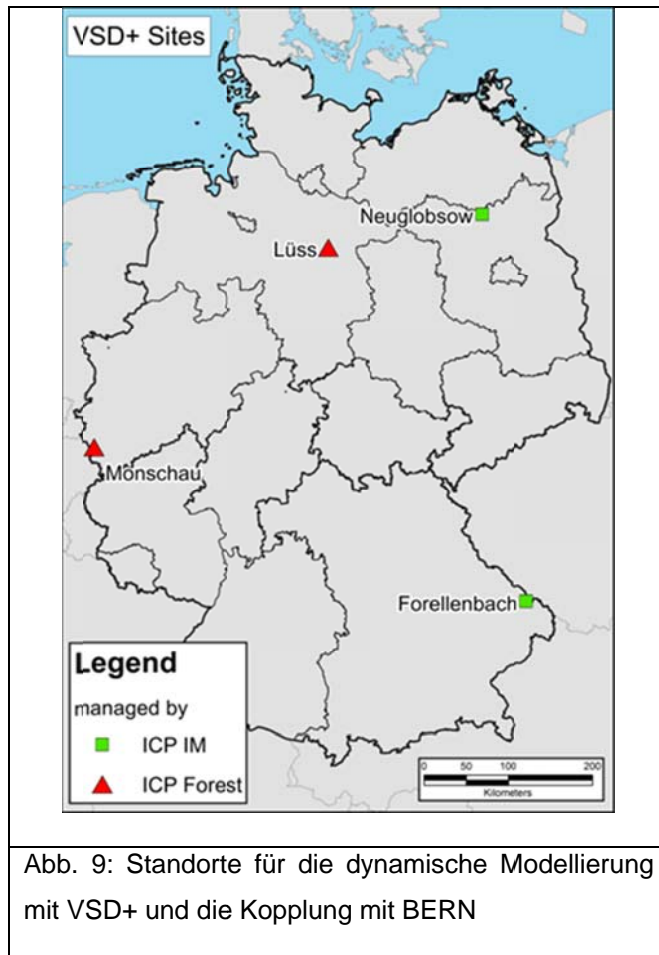 VSD+ Sites
Neuglobsow
Lüss
Mönschau
Forellenbach
Legend
managed by
ICP IM
ICP Forest
0 50 100 200
Kilometers
Abb. 9: Standorte für die dynamische Modellierung
mit VSD+ und die Kopplung mit BERN